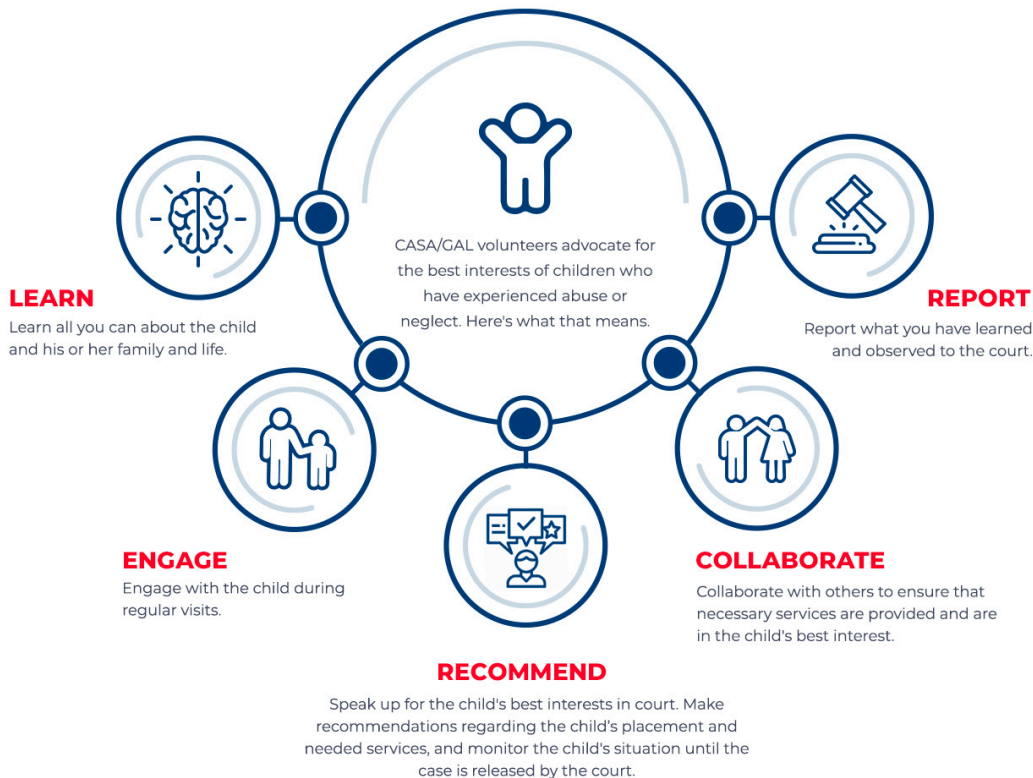 CASA/GAL volunteers advocate for
the best interests of children who
have experienced abuse or
neglect. Here's what that means.
LEARN
Learn all you can about the child
and his or her family and life.
ENGAGE
Engage with the child during
regular visits.
RECOMMEND
Speak up for the child's best interests in court. Make
recommendations regarding the child’s placement and
needed services, and monitor the child's situation until the
case is released by the court.
COLLABORATE
Collaborate with others to ensure that
necessary services are provided and are
in the child's best interest.
REPORT
Report what you have learned
and observed to the court.